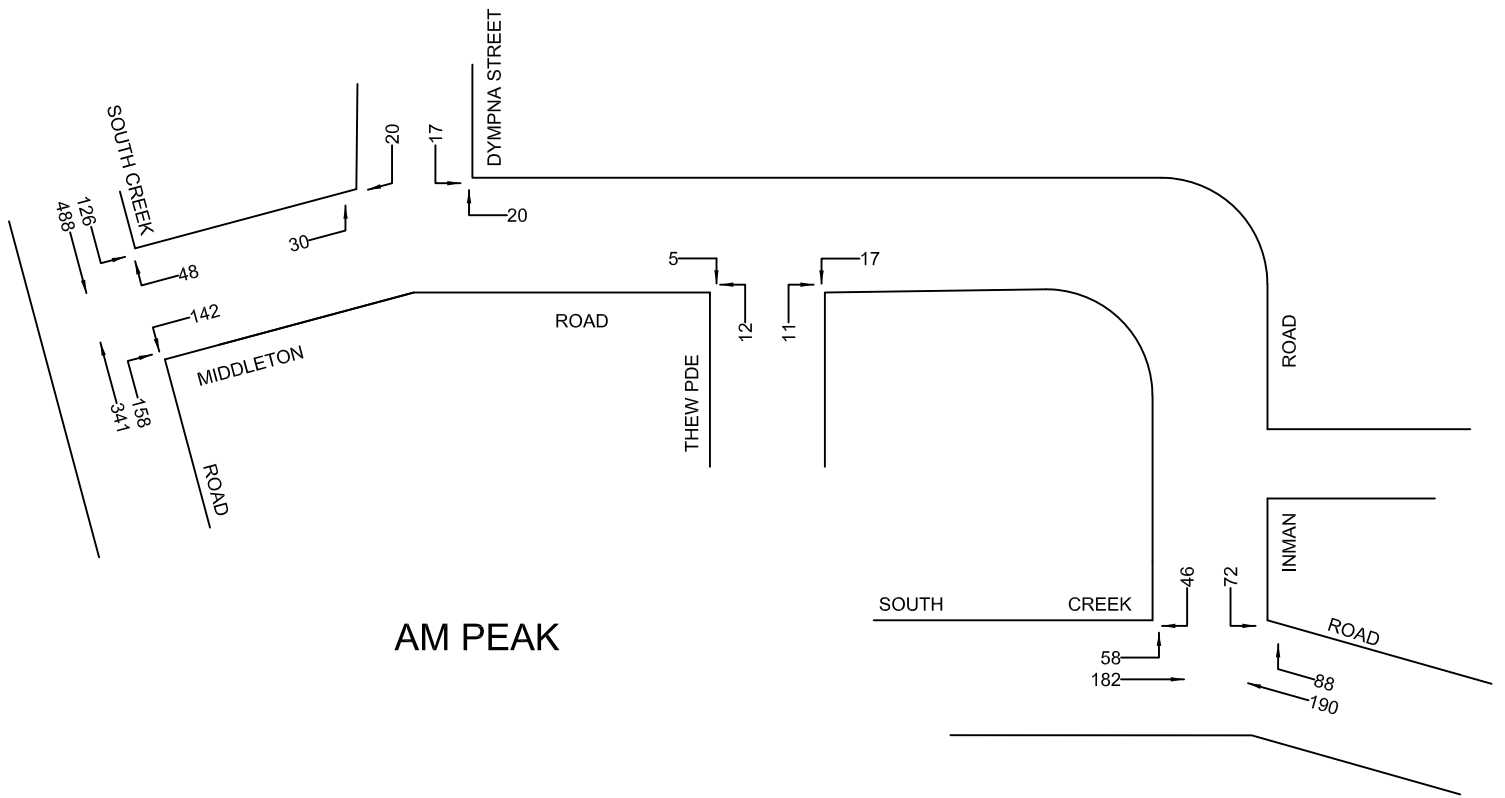 DYMPNA STREET
SOUTH CREEK
20
17
126
488
20
30
48
5
17
142
ROAD
12
11
ROAD
MIDDLETON
THEW PDE
341
158
ROAD
INMAN
46
72
SOUTH CREEK
ROAD
AM PEAK
58
182
88
190